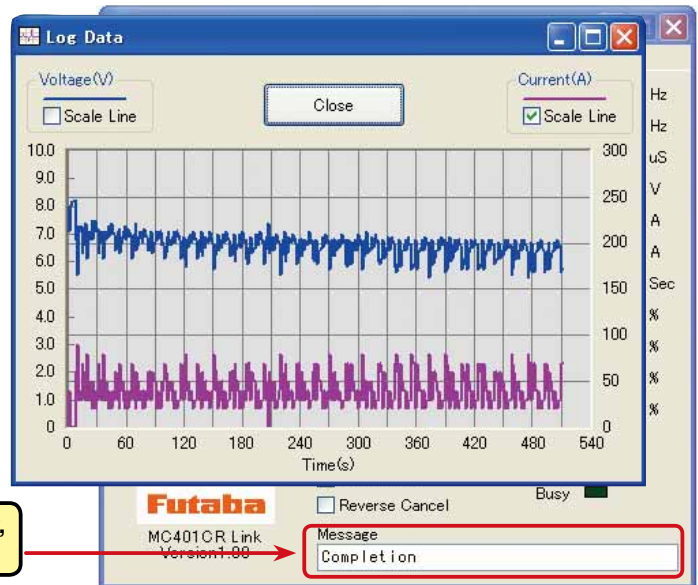 Log Data
Voltage(V)
Scale Line
Close
Current(A)
Scale Line
10.0
9.0
8.0
7.0
6.0
5.0
4.0
3.0
2.0
1.0
0
300
250
200
150
100
50
0
0 60 120 180 240 300 360 420 480 540
Time(s)
Hz
Hz
uS
V
A
A
Sec
%
%
%
%
Futaba
MC401CR Link
Reverse Cancel
Busy
Message
Completion